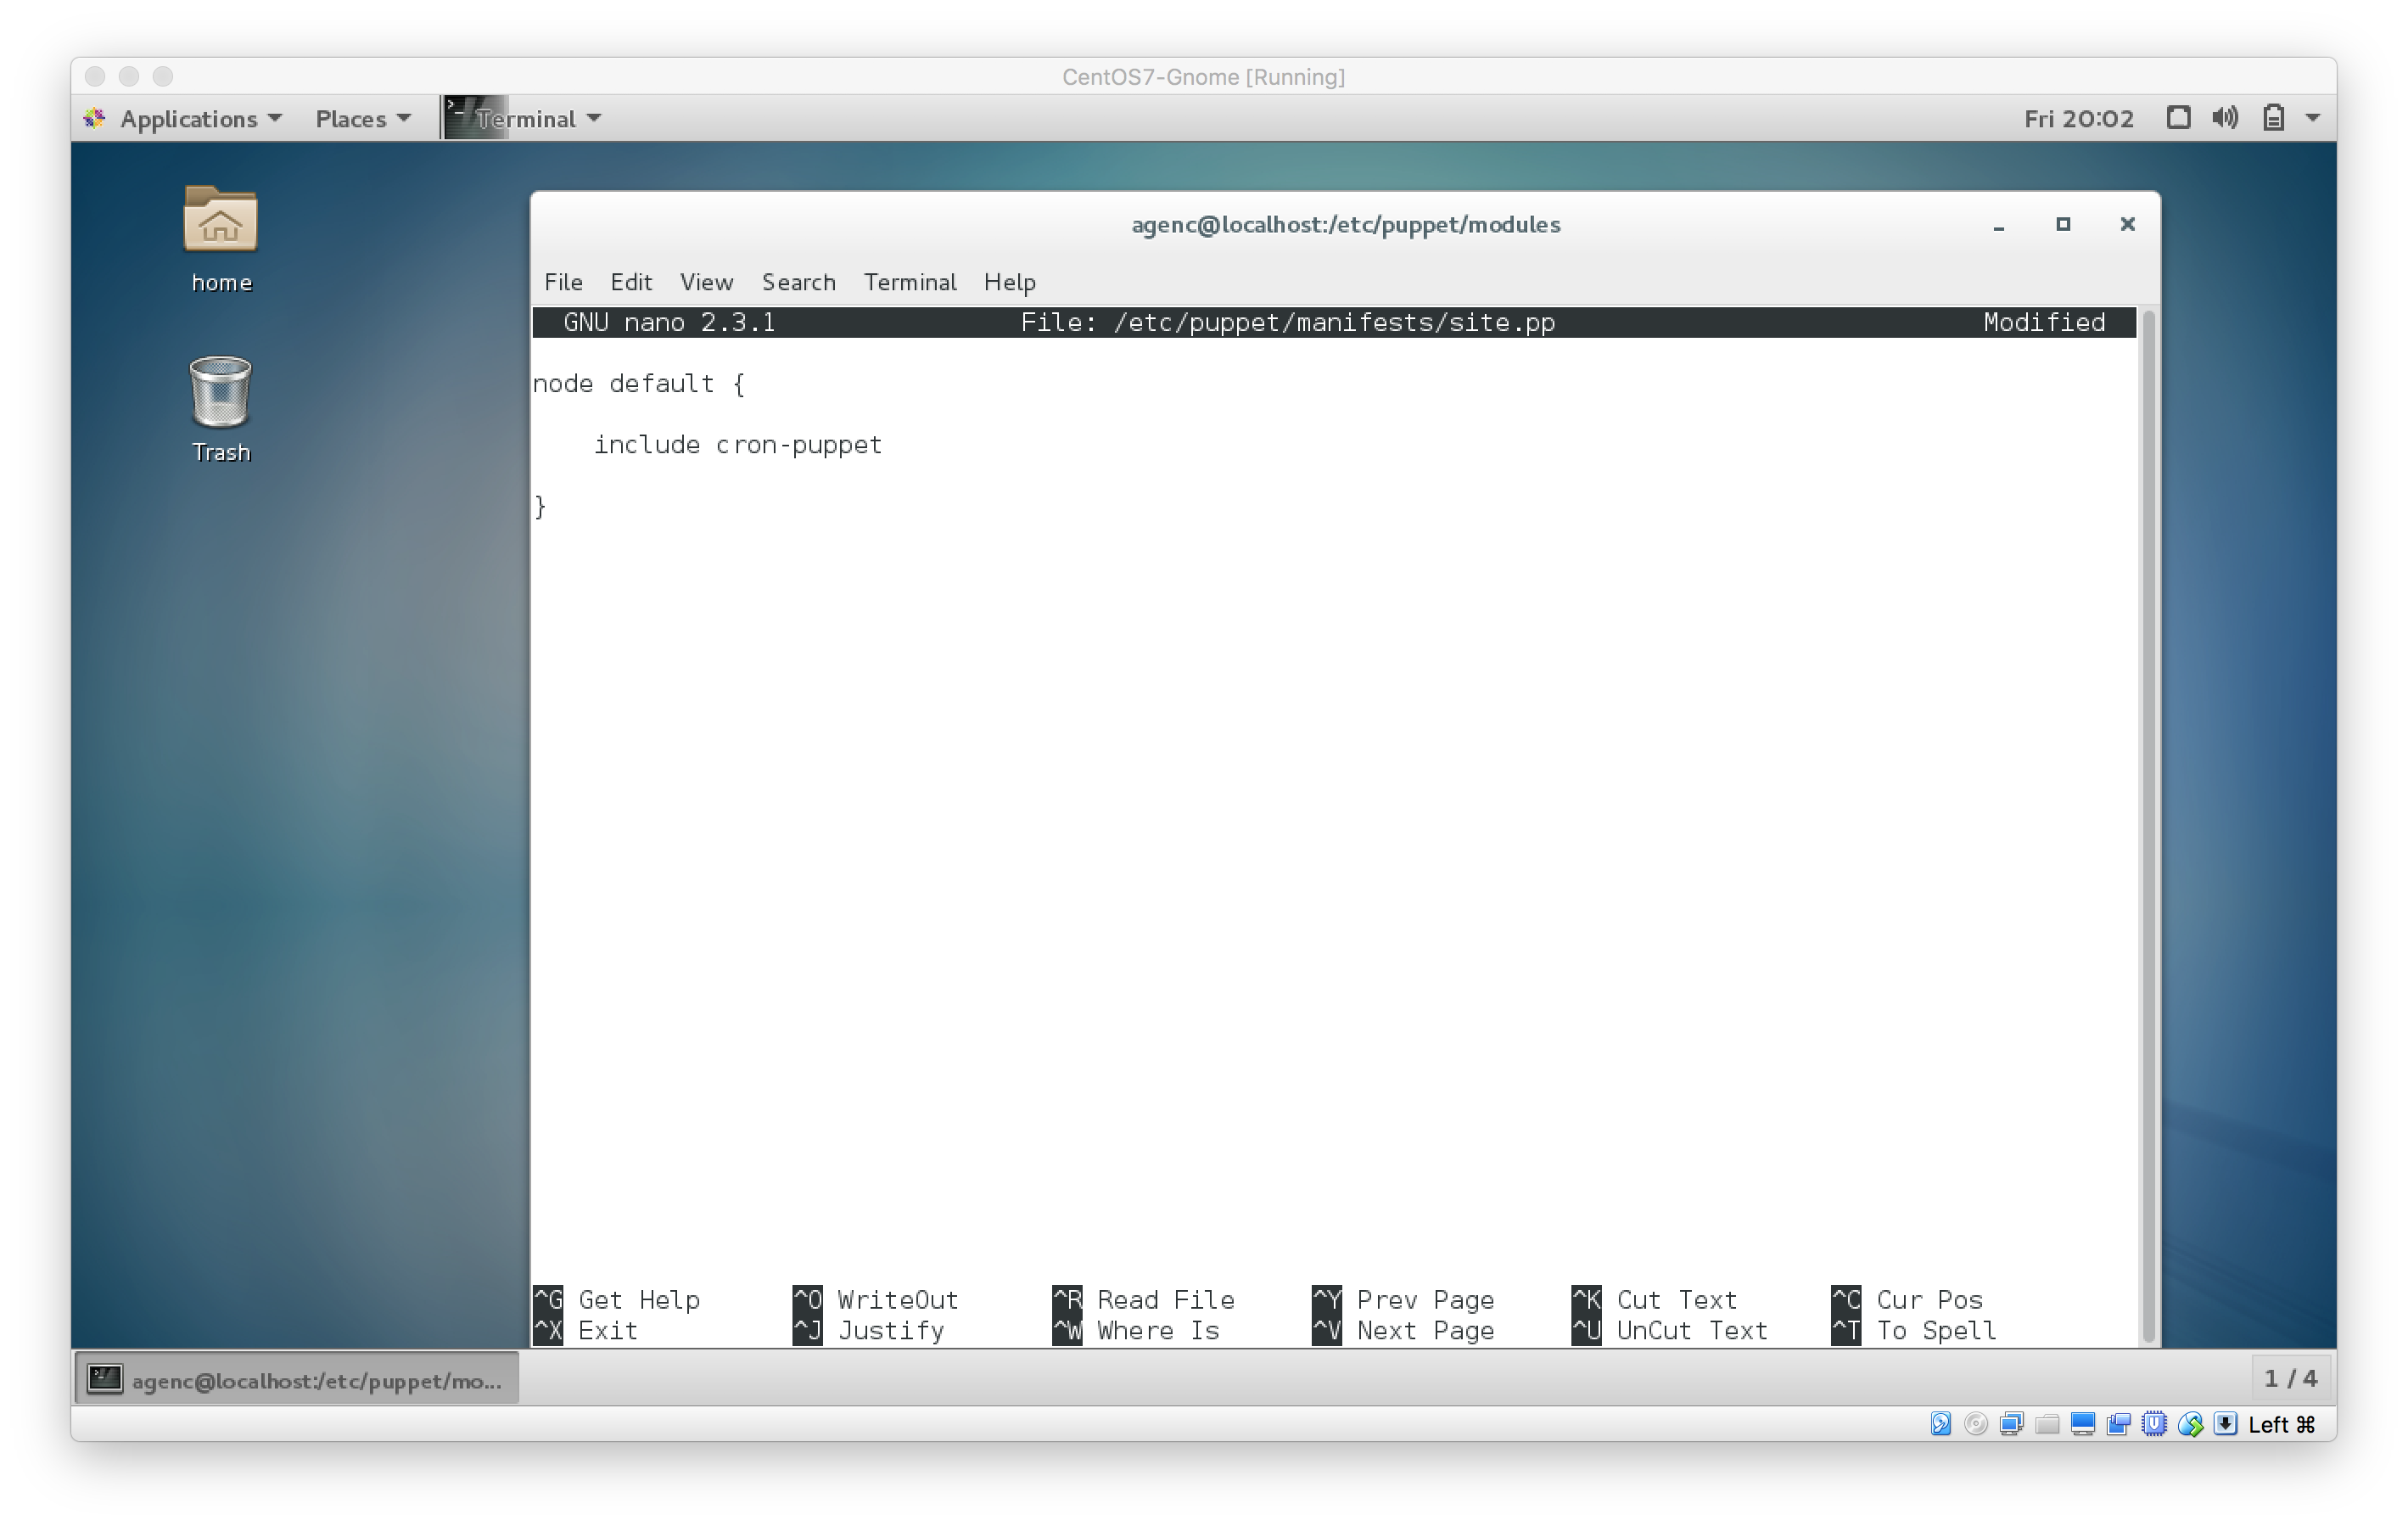 CentOS7-Gnome [Running]
Applications Places Terminal Fri 20:02
home
Trash
agenc@localhost:/etc/puppet/modules
File Edit View Search Terminal Help
GNU nano 2.3.1 File: /etc/puppet/manifests/site.pp Modified
node default {
include cron-puppet
}
^G Get Help ^O WriteOut ^R Read File ^Y Prev Page ^K Cut Text ^C Cur Pos
^X Exit ^J Justify ^W Where Is ^V Next Page ^U UnCut Text ^T To Spell
agenc@localhost:/etc/puppet/mo... 1 / 4
Left ⌘